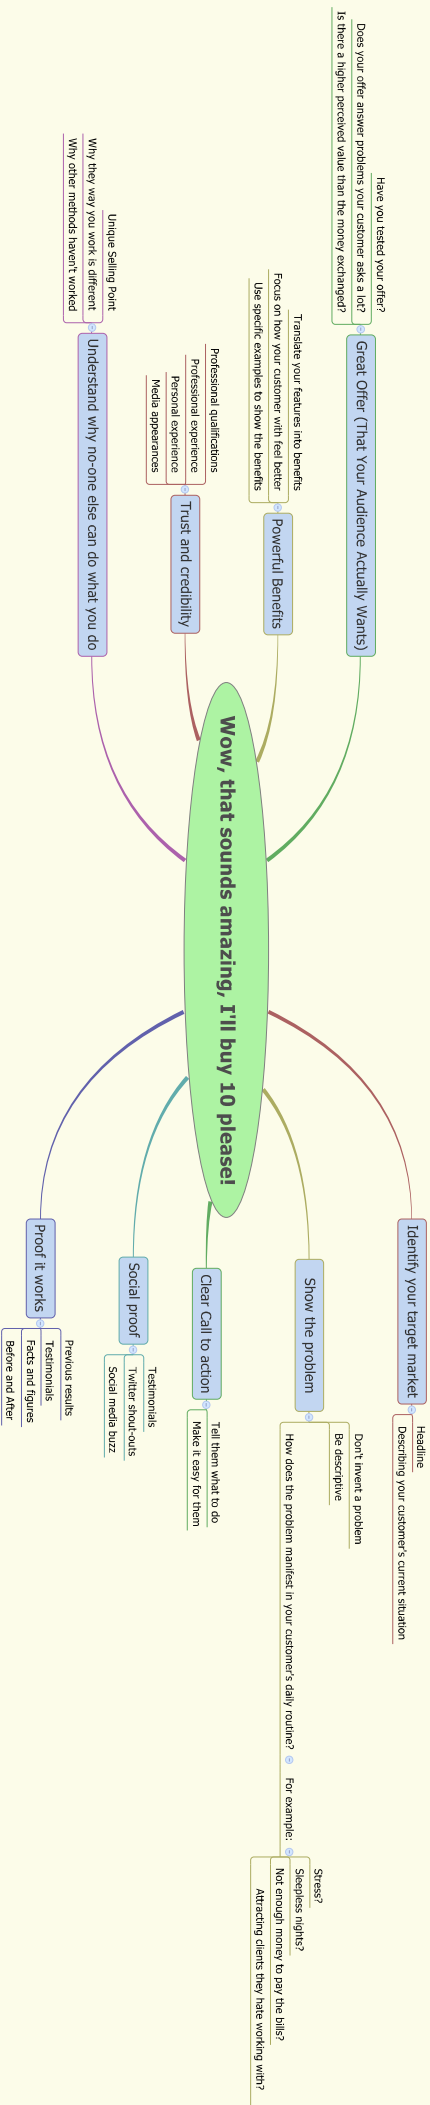 Wow, that sounds amazing, I'll buy 10 please!
Identify your target market
Headline
Describing your customer's current situation
Show the problem
Don't invent a problem
Be descriptive
How does the problem manifest in your customer's daily routine?
For example:
Stress?
Sleepless nights?
Not enough money to pay the bills?
Attracting clients they hate working with?
Clear Call to action
Tell them what to do
Make it easy for them
Social proof
Testimonials
Twitter shout-outs
Social media buzz
Proof it works
Previous results
Testimonials
Facts and figures
Before and After
Great Offer (That Your Audience Actually Wants)
Have you tested your offer?
Does your offer answer problems your customer asks a lot?
Is there a higher perceived value than the money exchanged?
Powerful Benefits
Translate your features into benefits
Focus on how your customer with feel better
Use specific examples to show the benefits
Trust and credibility
Professional qualifications
Professional experience
Personal experience
Media appearances
Understand why no-one else can do what you do
Unique Selling Point
Why they way you work is different
Why other methods haven't worked